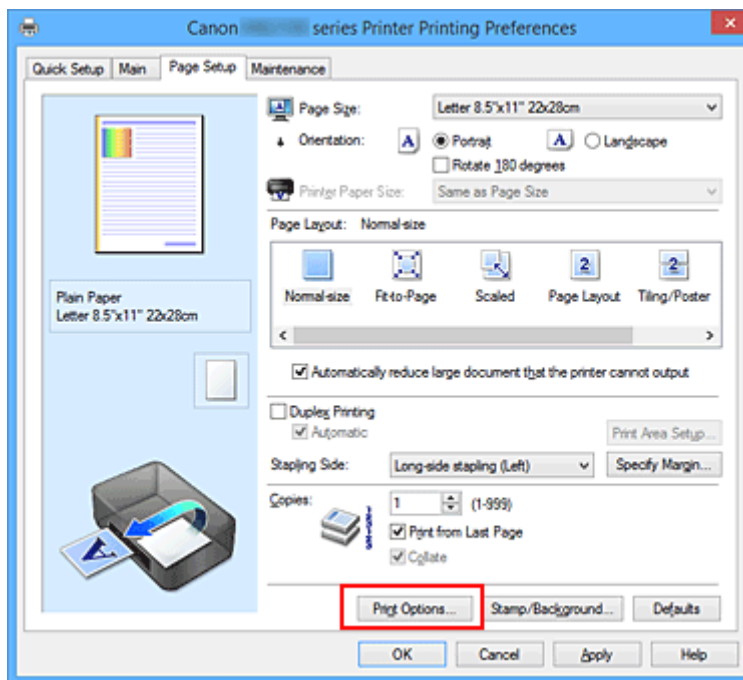 Canon series Printer Printing Preferences
Quick Setup Main Page Setup Maintenance
Page Size: Letter 8.5"x11" 22x28cm
Orientation: A Portrait A Landscape
Rotate 180 degrees
Printer Paper Size: Same as Page Size
Page Layout: Normal-size
2 2
Normal-size Fit-to-Page Scaled Page Layout Tiling/Poster
Plain Paper
Letter 8.5"x11" 22x28cm
Automatically reduce large document that the printer cannot output
Duplex Printing
Automatic Print Area Setup...
Stapling Side: Long-side stapling (Left) Specify Margin...
Copies: 1 (1-999)
Print from Last Page
Collate
A
Print Options... Stamp/Background... Defaults
OK Cancel Apply Help